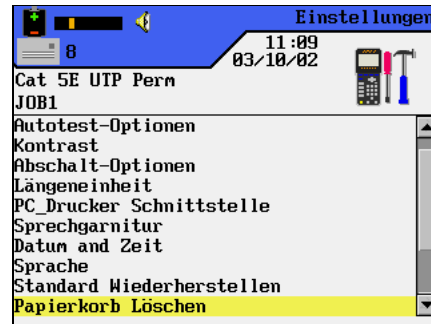 Einstellungen
8
11:09
03/10/02
Cat 5E UTP Perm
JOB1
Autotest-Optionen
Kontrast
Abschalt-Optionen
Längeneinheit
PC_Drucker Schnittstelle
Sprechgarnitur
Datum and Zeit
Sprache
Standard Wiederherstellen
Papierkorb Löschen